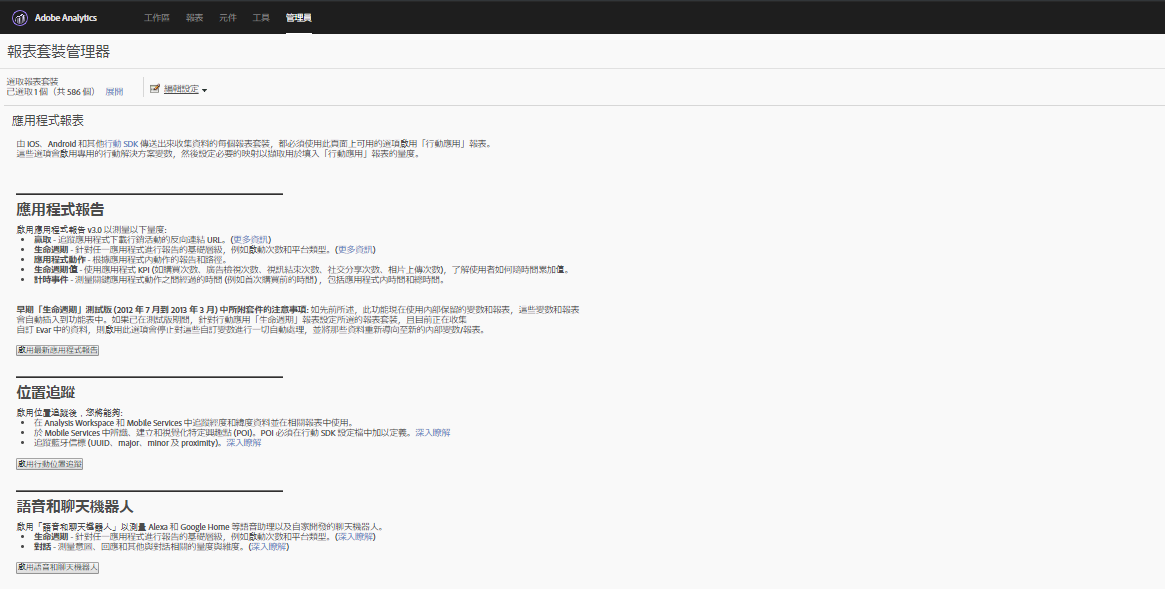 Adobe Analytics 工作區 報表 元件 工具 管理員
報表套裝管理器
選取報表套裝
已選取 1 個（共 586 個） 展開 編輯設定
應用程式報表
由 iOS、Android 和其他行動 SDK 傳送出來收集資料的每個報表套裝，都必須使用此頁面上可用的選項啟用「行動應用」報表。
這些選項會啟用專用的行動解決方案變數，然後設定必要的映射以擷取用於填入「行動應用」報表的量度。
應用程式報告
啟用應用程式報告 v3.0 以測量以下量度:
• 贏取 - 追蹤應用程式下載行銷活動的反向連結 URL。(更多資訊)
• 生命週期 - 針對任一應用程式進行報告的基礎層級，例如啟動次數和平台類型。(更多資訊)
• 應用程式動作 - 根據應用程式內動作的報告和路徑。
• 生命週期值 - 使用應用程式 KPI (如購買次數、廣告檢視次數、視訊結束次數、社交分享次數、相片上傳次數)，了解使用者如何隨時間累加值。
• 計時事件 - 測量關鍵應用程式動作之間經過的時間 (例如首次購買前的時間)，包括應用程式內時間和總時間。
早期「生命週期」測試版 (2012 年 7 月到 2013 年 3 月) 中所附套件的注意事項: 如先前所述，此功能現在使用內部保留的變數和報表，這些變數和報表
會自動插入到功能表中。如果已在測試版期間，針對行動應用「生命週期」報表設定所選的報表套裝，且目前正在收集
自訂 Evar 中的資料，則啟用此選項會停止對這些自訂變數進行一切自動處理，並將那些資料重新導向至新的內部變數/報表。
啟用最新應用程式報告
位置追蹤
啟用位置追蹤後，您將能夠:
• 在 Analysis Workspace 和 Mobile Services 中追蹤經度和緯度資料並在相關報表中使用。
• 於 Mobile Services 中辨識、建立和視覺化特定興趣點 (POI)。POI 必須在行動 SDK 設定檔中加以定義。深入瞭解
• 追蹤藍牙信標 (UUID、major、minor 及 proximity)。深入瞭解
啟用行動位置追蹤
語音和聊天機器人
啟用「語音和聊天機器人」以測量 Alexa 和 Google Home 等語音助理以及自家開發的聊天機器人。
• 生命週期 - 針對任一應用程式進行報告的基礎層級，例如啟動次數和平台類型。(深入瞭解)
• 對話 - 測量意圖、回應和其他與對話相關的量度與維度。(深入瞭解)
啟用語音和聊天機器人